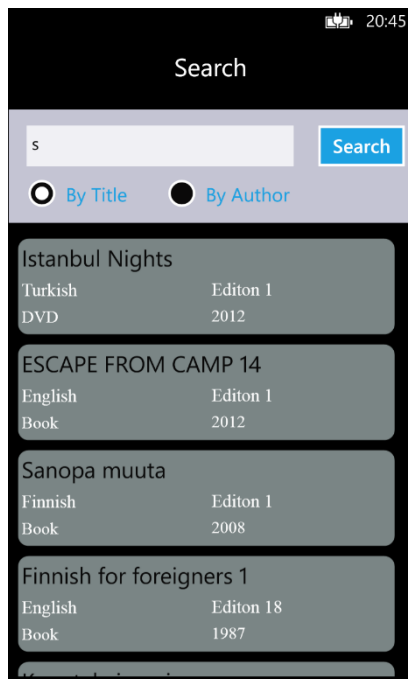 20:45
Search
s
Search
By Title By Author
Istanbul Nights
Turkish Editon 1
DVD 2012
ESCAPE FROM CAMP 14
English Editon 1
Book 2012
Sanopa muuta
Finnish Editon 1
Book 2008
Finnish for foreigners 1
English Editon 18
Book 1987